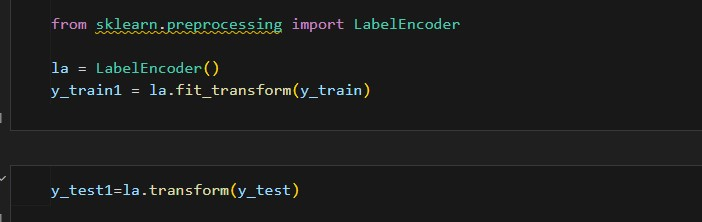 from sklearn.preprocessing import LabelEncoder
la = LabelEncoder()
y_train1 = la.fit_transform(y_train)
y_test1=la.transform(y_test)